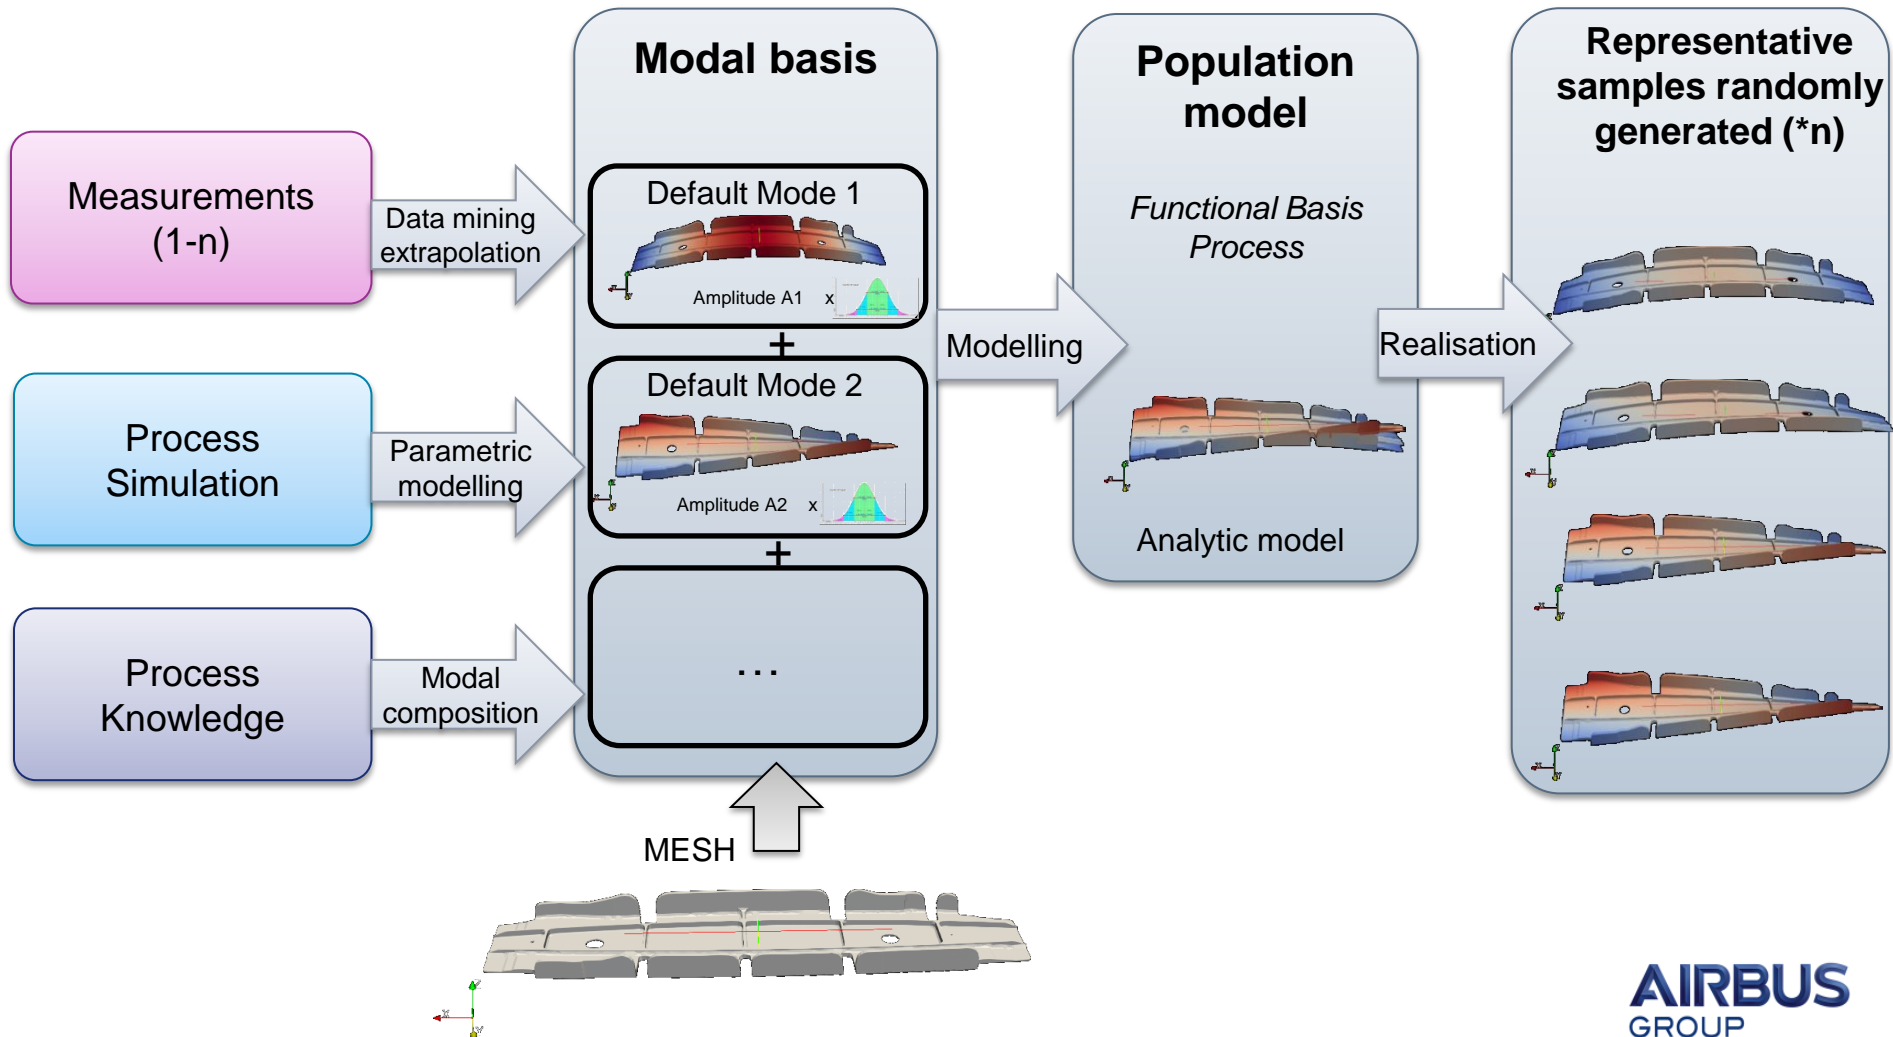 Modal basis
Population
model
Representative
samples randomly
generated (*n)
Measurements
(1-n)
Data mining
extrapolation
Default Mode 1
Amplitude A1 x
+
Functional Basis
Process
Modelling
Realisation
Process
Simulation
Parametric
modelling
Default Mode 2
Amplitude A2 x
+
Analytic model
Process
Knowledge
Modal
composition
...
MESH
AIRBUS
GROUP